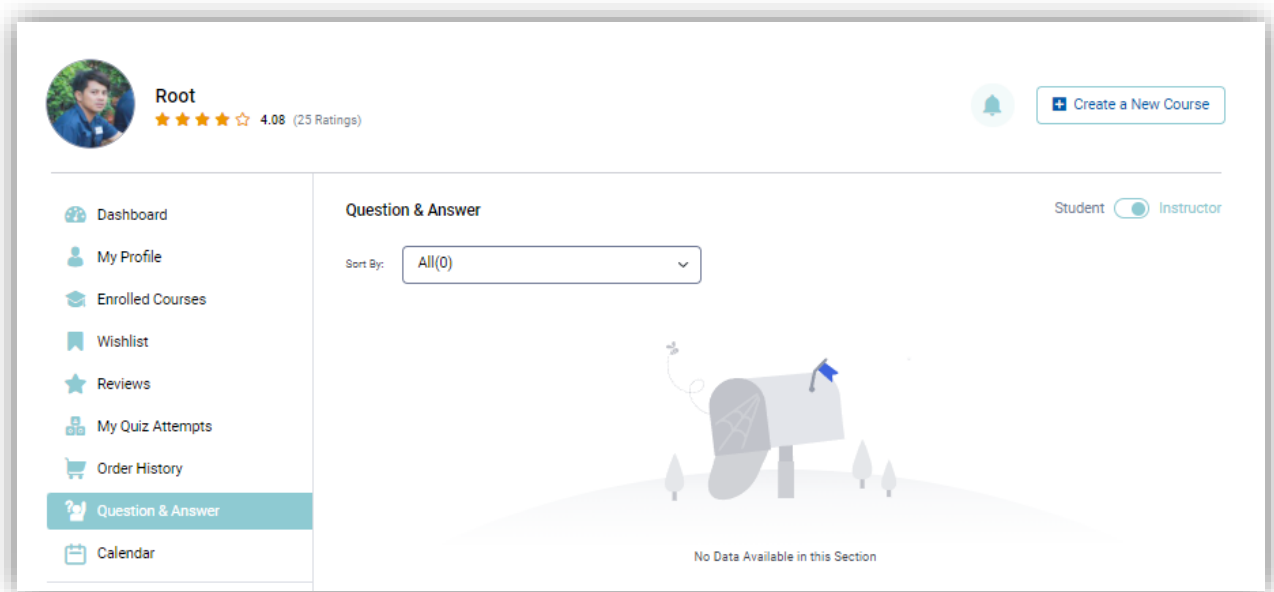 Root
4.08 (25 Ratings)
Create a New Course
Dashboard
My Profile
Enrolled Courses
Wishlist
Reviews
My Quiz Attempts
Order History
Question & Answer
Calendar
Question & Answer
Student Instructor
Sort By: All(0)
No Data Available in this Section